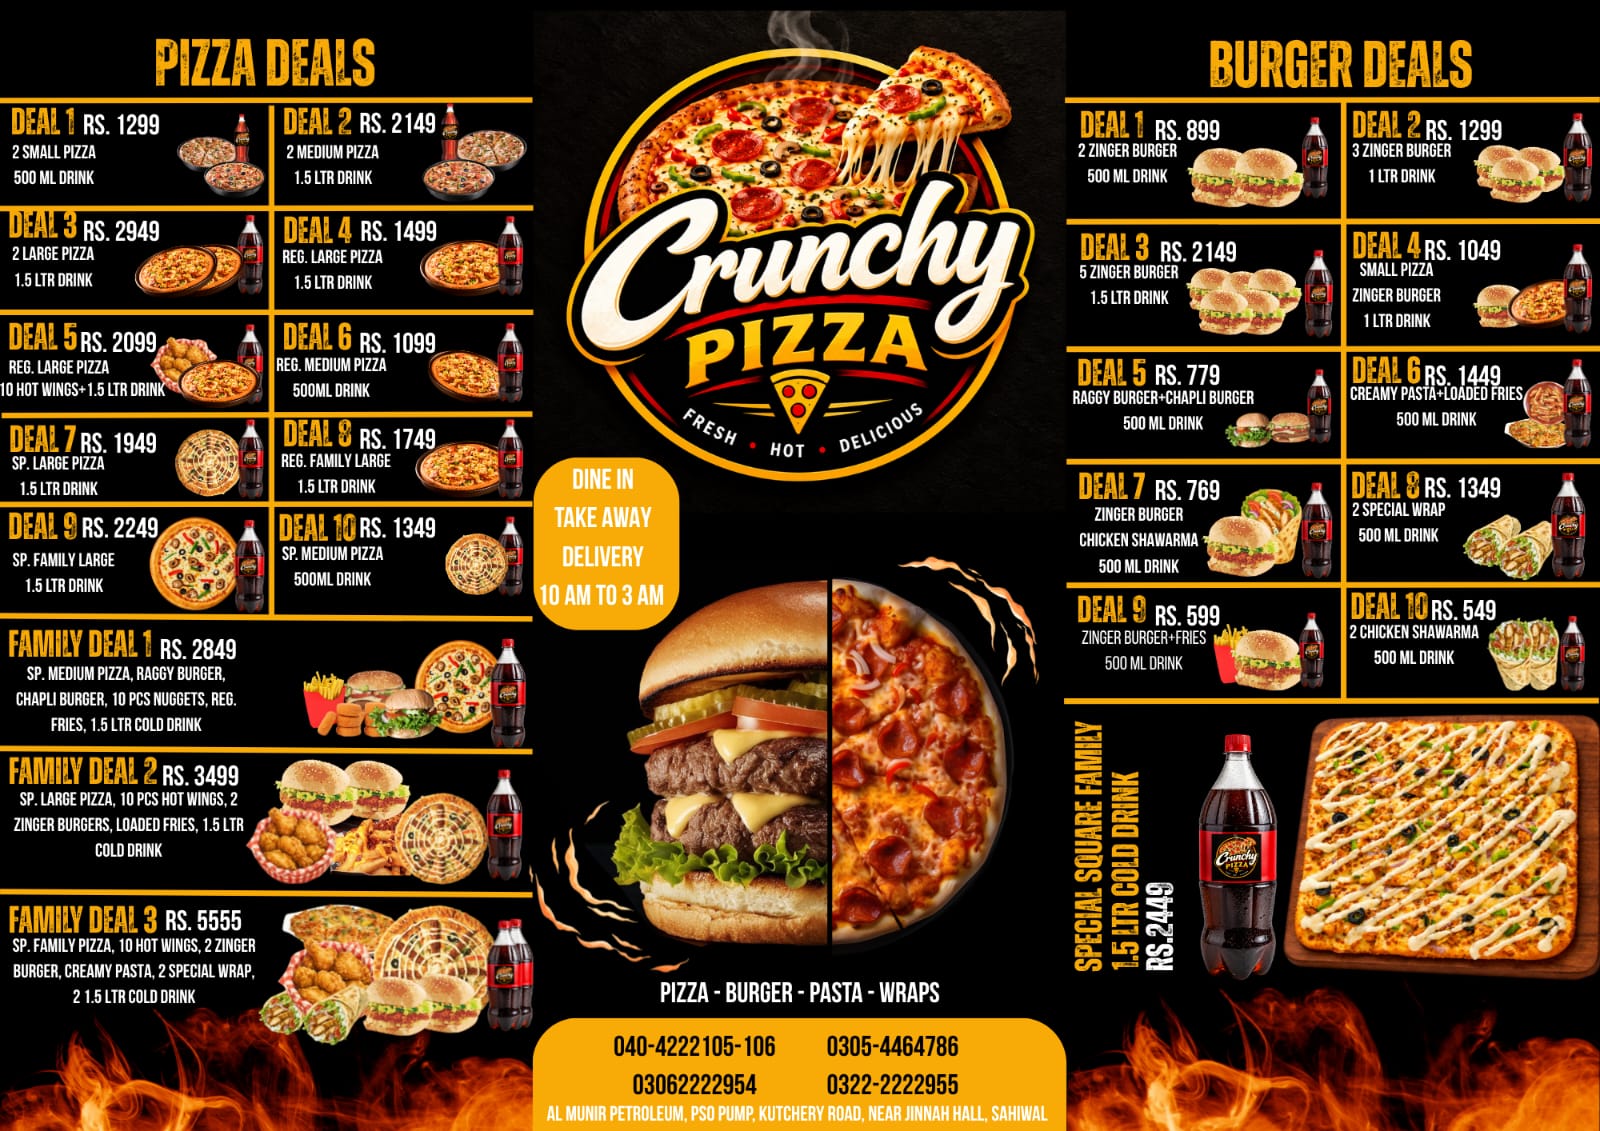 PIZZA DEALS
DEAL 1 RS. 1299
2 SMALL PIZZA
500 ML DRINK
DEAL 2 RS. 2149
2 MEDIUM PIZZA
1.5 LTR DRINK
DEAL 3 RS. 2949
2 LARGE PIZZA
1.5 LTR DRINK
DEAL 4 RS. 1499
REG. LARGE PIZZA
1.5 LTR DRINK
DEAL 5 RS. 2099
REG. LARGE PIZZA
10 HOT WINGS+1.5 LTR DRINK
DEAL 6 RS. 1099
REG. MEDIUM PIZZA
500ML DRINK
DEAL 7 RS. 1949
SP. LARGE PIZZA
1.5 LTR DRINK
DEAL 8 RS. 1749
REG. FAMILY LARGE
1.5 LTR DRINK
DEAL 9 RS. 2249
SP. FAMILY LARGE
1.5 LTR DRINK
DEAL 10 RS. 1349
SP. MEDIUM PIZZA
500ML DRINK
FAMILY DEAL 1 RS. 2849
SP. MEDIUM PIZZA, RAGGY BURGER,
CHAPLI BURGER, 10 PCS NUGGETS, REG.
FRIES, 1.5 LTR COLD DRINK
FAMILY DEAL 2 RS. 3499
SP. LARGE PIZZA, 10 PCS HOT WINGS, 2
ZINGER BURGERS, LOADED FRIES, 1.5 LTR
COLD DRINK
FAMILY DEAL 3 RS. 5555
SP. FAMILY PIZZA, 10 HOT WINGS, 2 ZINGER
BURGER, CREAMY PASTA, 2 SPECIAL WRAP,
2 1.5 LTR COLD DRINK
Crunchy
PIZZA
FRESH • HOT • DELICIOUS
DINE IN
TAKE AWAY
DELIVERY
10 AM TO 3 AM
PIZZA - BURGER - PASTA - WRAPS
040-4222105-106 0305-4464786
03062222954 0322-2222955
AL MUNIR PETROLEUM, PSO PUMP, KUTCHERY ROAD, NEAR JINNAH HALL, SAHIWAL
BURGER DEALS
DEAL 1 RS. 899
2 ZINGER BURGER
500 ML DRINK
DEAL 2 RS. 1299
3 ZINGER BURGER
1 LTR DRINK
DEAL 3 RS. 2149
5 ZINGER BURGER
1.5 LTR DRINK
DEAL 4 RS. 1049
SMALL PIZZA
ZINGER BURGER
1 LTR DRINK
DEAL 5 RS. 779
RAGGY BURGER+CHAPLI BURGER
500 ML DRINK
DEAL 6 RS. 1449
CREAMY PASTA+LOADED FRIES
500 ML DRINK
DEAL 7 RS. 769
ZINGER BURGER
CHICKEN SHAWARMA
500 ML DRINK
DEAL 8 RS. 1349
2 SPECIAL WRAP
500 ML DRINK
DEAL 9 RS. 599
ZINGER BURGER+FRIES
500 ML DRINK
DEAL 10 RS. 549
2 CHICKEN SHAWARMA
500 ML DRINK
SPECIAL SQUARE FAMILY
1.5 LTR COLD DRINK
RS.2449
Crunchy
PIZZA